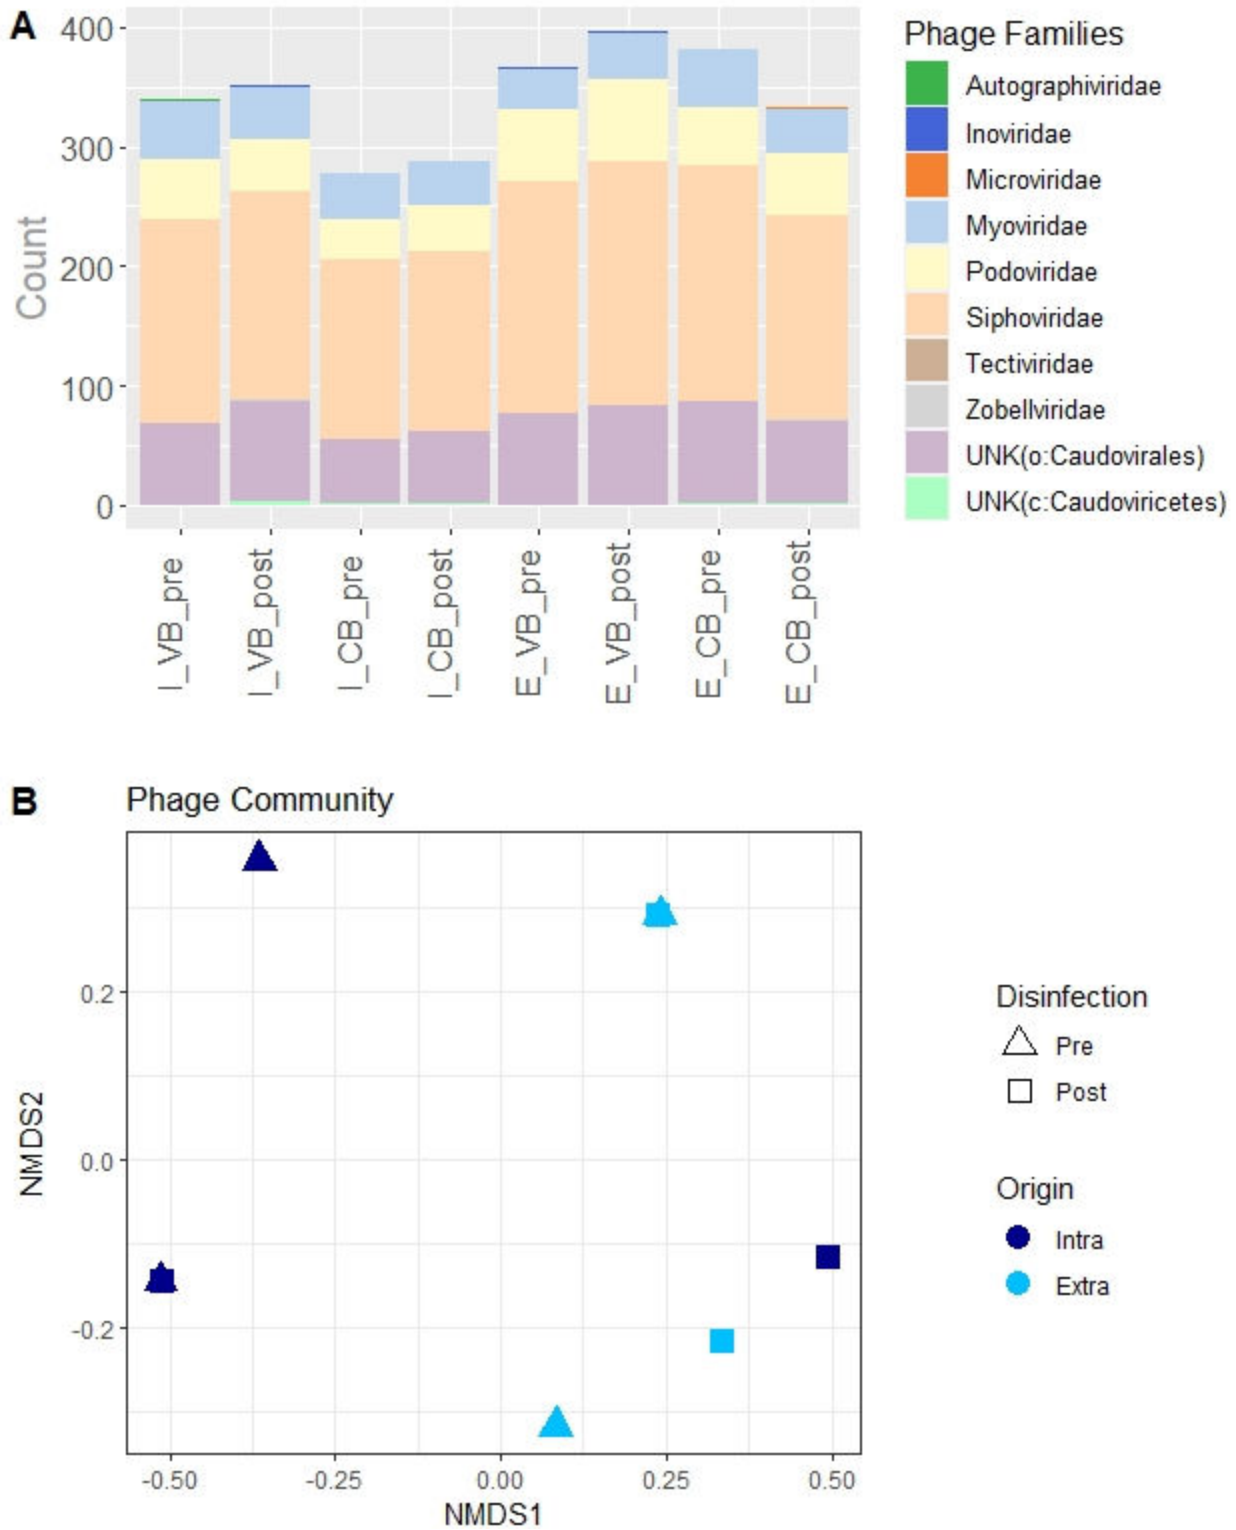 A
400
300
200
100
0
Count
I_VB_pre
I_VB_post
I_CB_pre
I_CB_post
E_VB_pre
E_VB_post
E_CB_pre
E_CB_post
Phage Families
Autographiviridae
Inoviridae
Microviridae
Myoviridae
Podoviridae
Siphoviridae
Tectiviridae
Zobellviridae
UNK(o:Caudovirales)
UNK(c:Caudoviricetes)
B
Phage Community
0.2
0.0
-0.2
NMDS2
-0.50
-0.25
0.00
0.25
0.50
NMDS1
Disinfection
Pre
Post
Origin
Intra
Extra